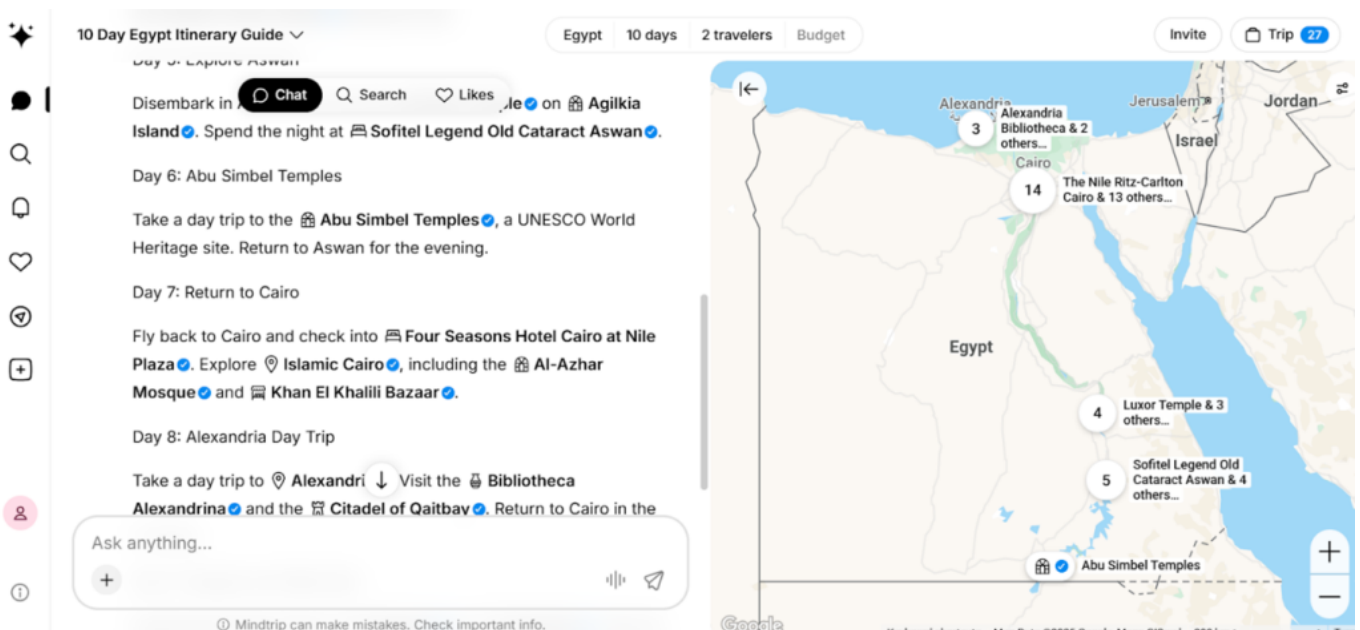 10 Day Egypt Itinerary Guide
Egypt 10 days 2 travelers Budget
Invite
Trip 27
Day 5: Explore Aswan
Chat Search Likes
Disembark in on Agilkia
Island. Spend the night at Sofitel Legend Old Cataract Aswan.
Day 6: Abu Simbel Temples
Take a day trip to the Abu Simbel Temples, a UNESCO World
Heritage site. Return to Aswan for the evening.
Day 7: Return to Cairo
Fly back to Cairo and check into Four Seasons Hotel Cairo at Nile
Plaza. Explore Islamic Cairo, including the Al-Azhar
Mosque and Khan El Khalili Bazaar.
Day 8: Alexandria Day Trip
Take a day trip to Alexandri Visit the Bibliotheca
Alexandrina and the Citadel of Qaitbay. Return to Cairo in the
Ask anything...
Mindtrip can make mistakes. Check important info.
Alexandria
3
Alexandria
Bibliotheca & 2
others...
Jerusalem
Jordan
Israel
Cairo
14
The Nile Ritz-Carlton
Cairo & 13 others...
Egypt
4
Luxor Temple & 3
others...
5
Sofitel Legend Old
Cataract Aswan & 4
others...
Abu Simbel Temples
Google